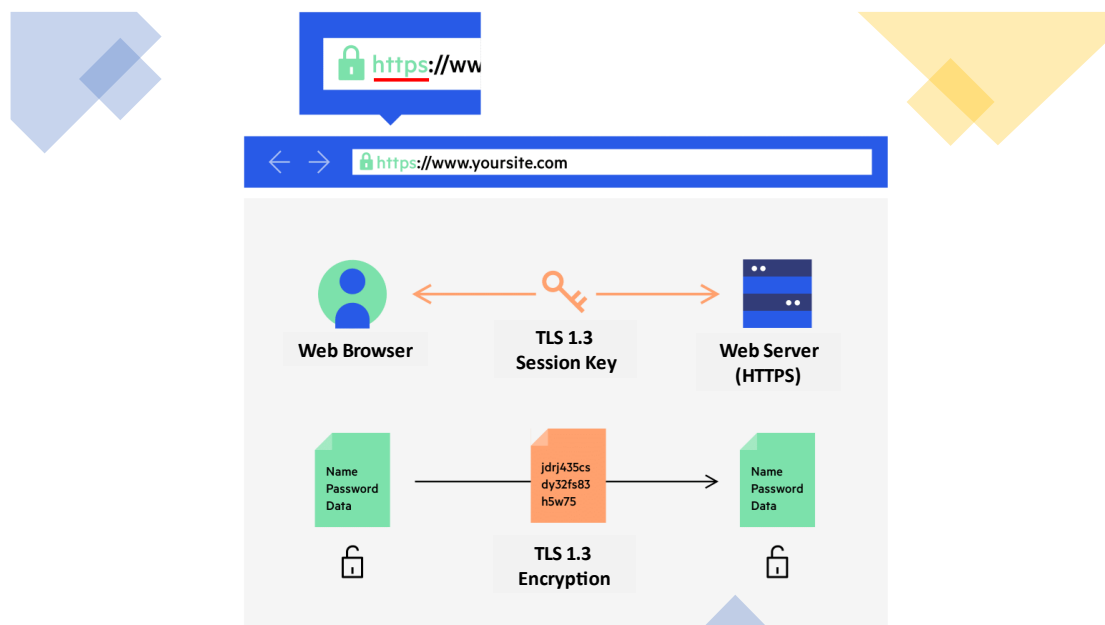 https://ww
https://www.yoursite.com
Web Browser
TLS 1.3
Session Key
Web Server
(HTTPS)
Name
Password
Data
jdrj435cs
dy32fs83
h5w75
Name
Password
Data
TLS 1.3
Encryption